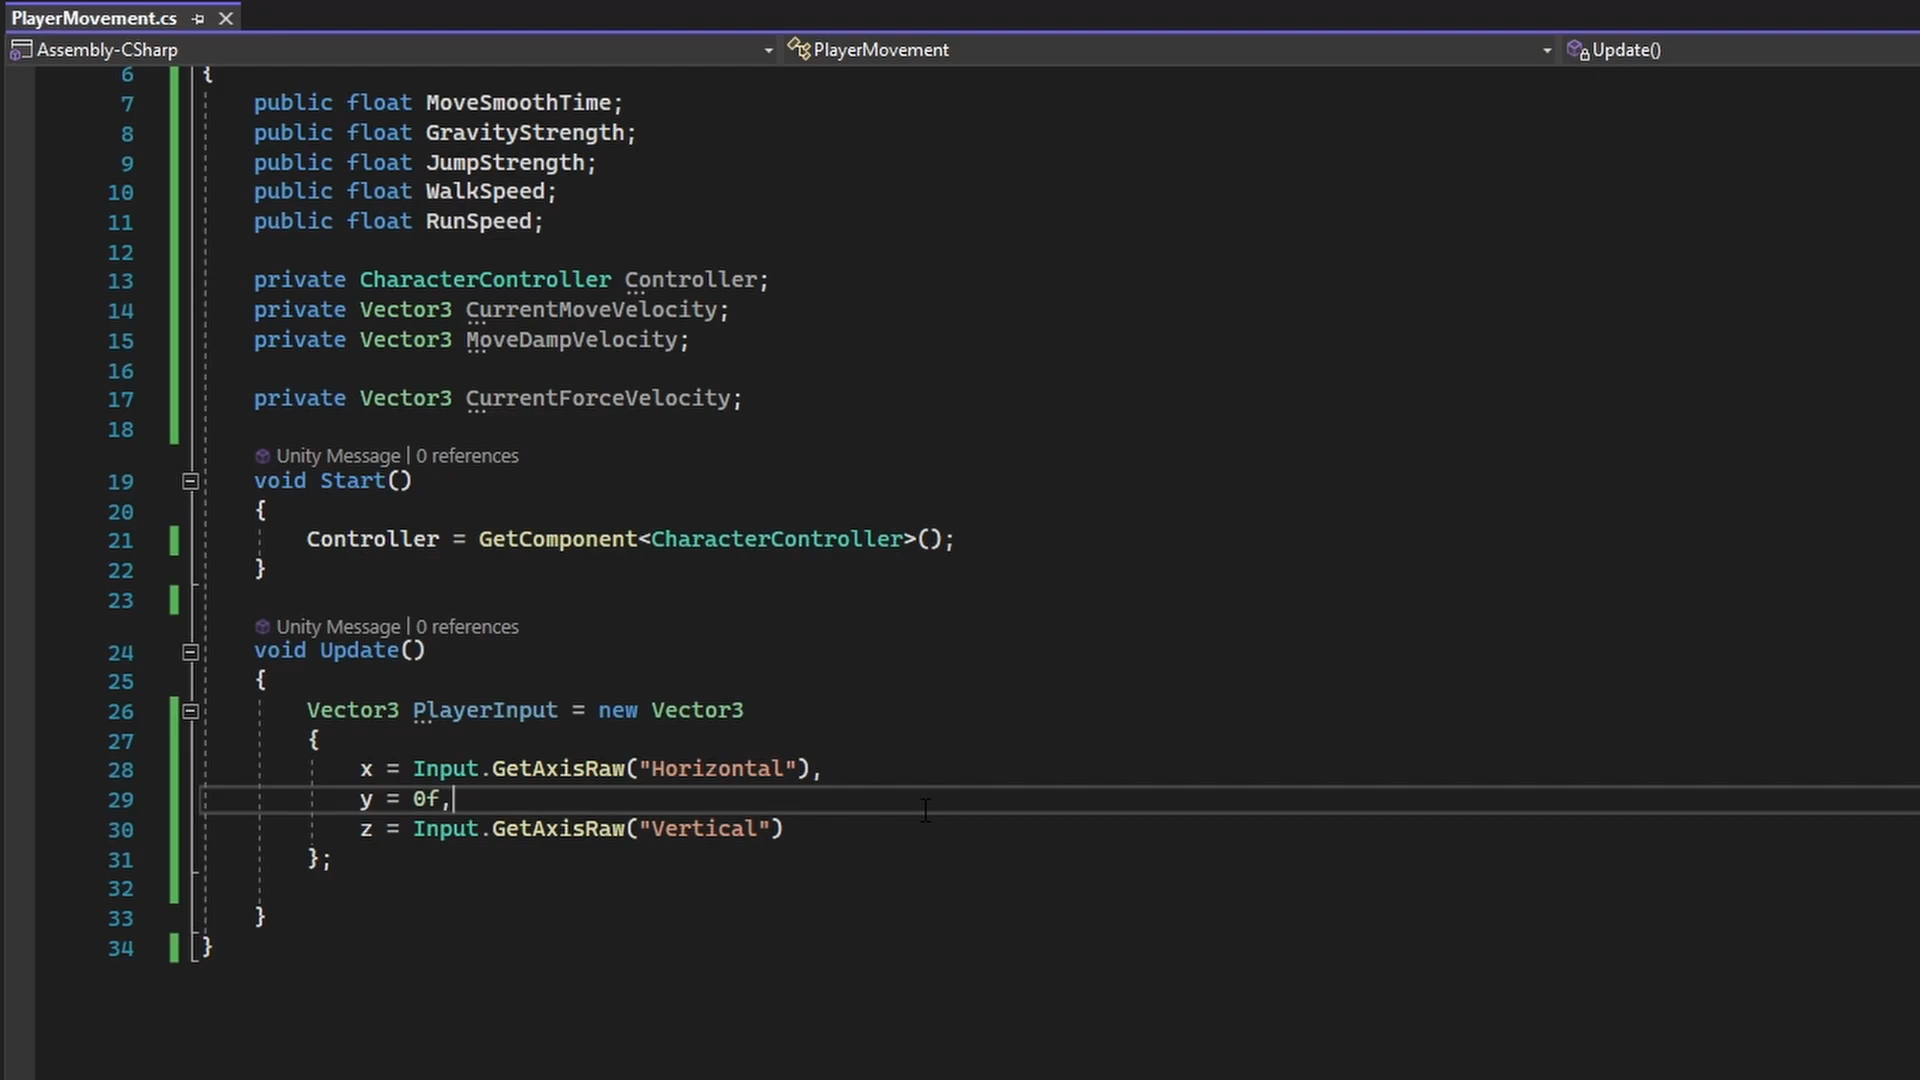 PlayerMovement.cs
Assembly-CSharp PlayerMovement Update()
6 {
7 public float MoveSmoothTime;
8 public float GravityStrength;
9 public float JumpStrength;
10 public float WalkSpeed;
11 public float RunSpeed;
12
13 private CharacterController Controller;
14 private Vector3 CurrentMoveVelocity;
15 private Vector3 MoveDampVelocity;
16
17 private Vector3 CurrentForceVelocity;
18
Unity Message | 0 references
19 void Start()
20 {
21 Controller = GetComponent<CharacterController>();
22 }
23
Unity Message | 0 references
24 void Update()
25 {
26 Vector3 PlayerInput = new Vector3
27 {
28 x = Input.GetAxisRaw("Horizontal"),
29 y = 0f,
30 z = Input.GetAxisRaw("Vertical")
31 };
32
33 }
34 }